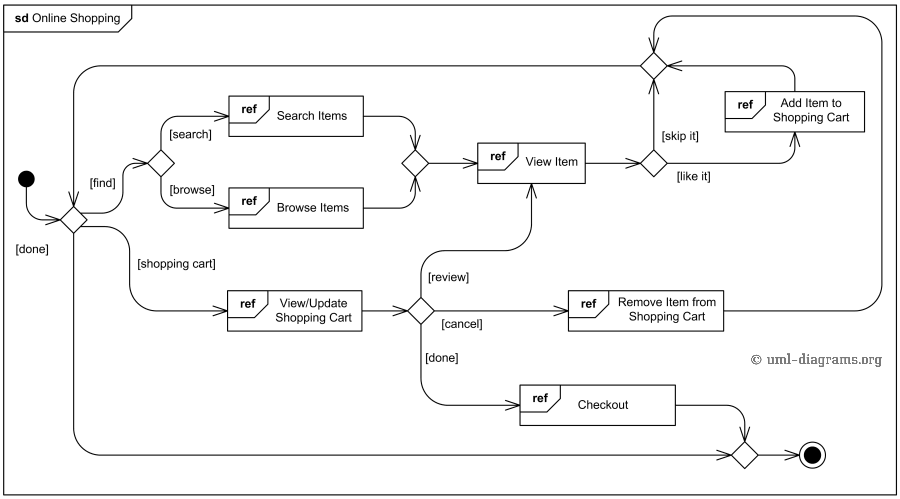 sd Online Shopping
ref
Add Item to
Shopping Cart
ref
Search Items
[search]
[skip it]
ref
View Item
[like it]
[find]
[browse]
ref
Browse Items
[done]
[shopping cart]
[review]
ref
View/Update
Shopping Cart
ref
Remove Item from
Shopping Cart
[cancel]
[done]
© uml-diagrams.org
ref
Checkout